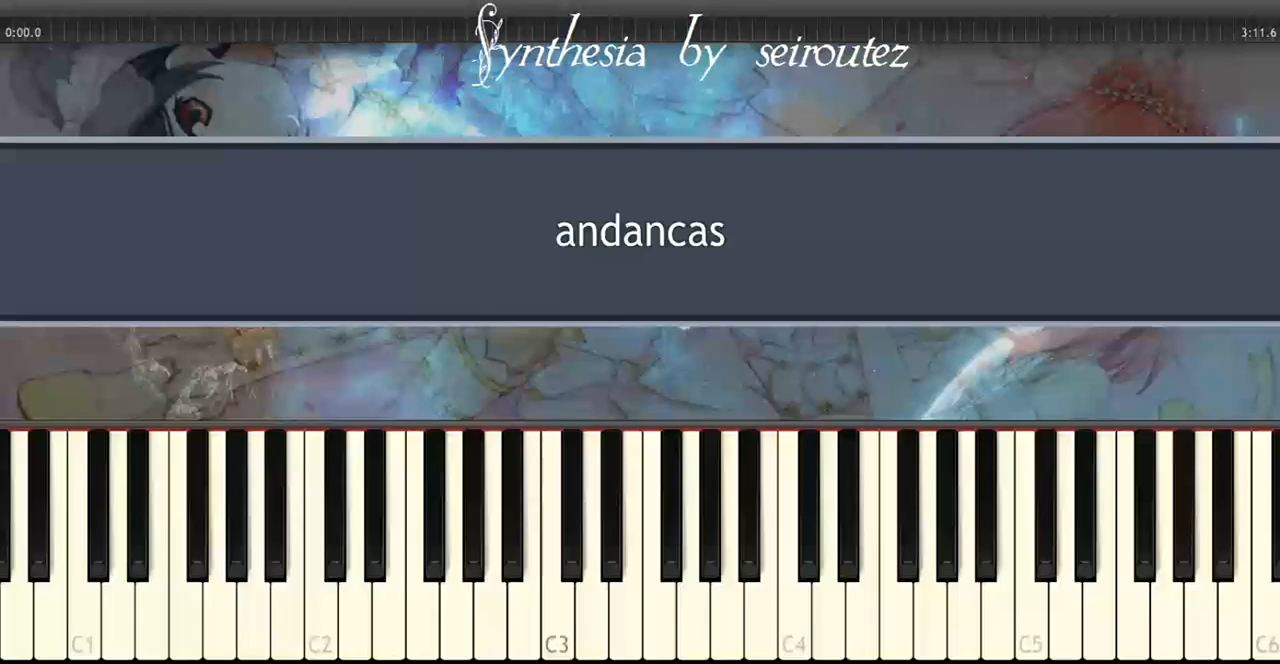 0:00.0
Synthesia by seiroutez
3:11.6
andancas
C1 C2 C3 C4 C5 C6